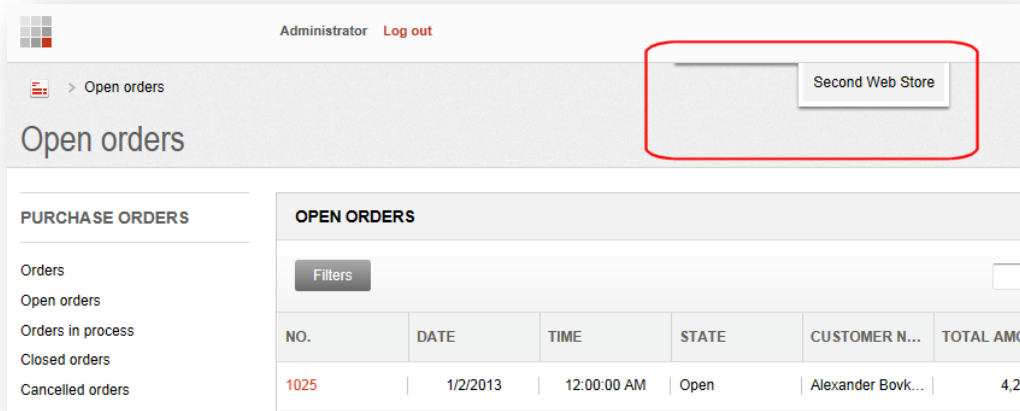 Administrator Log out
Second Web Store
> Open orders
Open orders
PURCHASE ORDERS
Orders
Open orders
Orders in process
Closed orders
Cancelled orders
OPEN ORDERS
Filters
NO. DATE TIME STATE CUSTOMER N... TOTAL AMO
1025 1/2/2013 12:00:00 AM Open Alexander Bovk... 4,2